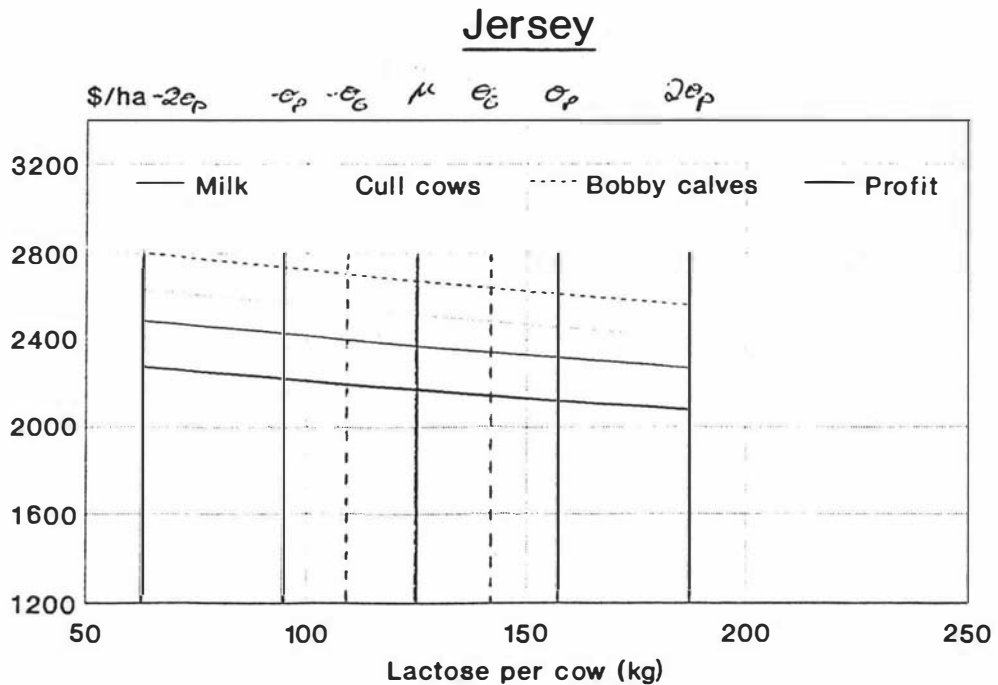 Jersey
$/ha -2σp -σp -σG μ σG σp 2σp
3200
Milk Cull cows Bobby calves Profit
2800
2400
2000
1600
1200
50 100 150 200 250
Lactose per cow (kg)